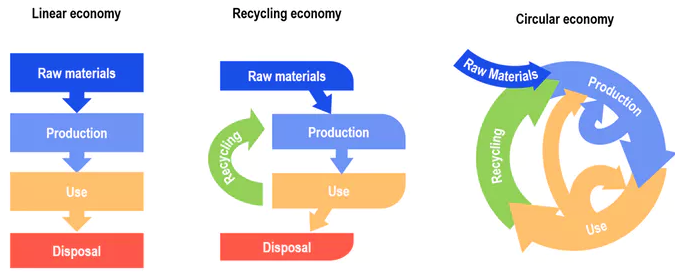 Linear economy
Raw materials
Production
Use
Disposal
Recycling economy
Raw materials
Recycling
Production
Use
Disposal
Circular economy
Raw Materials
Production
Recycling
Use